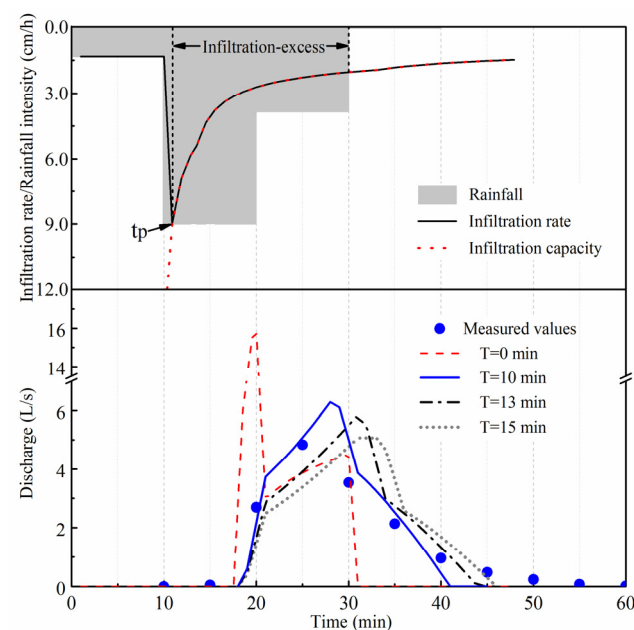 Infiltration rate/Rainfall intensity (cm/h)
0.0
3.0
6.0
9.0
12.0
Infiltration-excess
tp
Rainfall
Infiltration rate
Infiltration capacity
Discharge (L/s)
16
14
6
4
2
0
Measured values
T=0 min
T=10 min
T=13 min
T=15 min
0
10
20
30
40
50
60
Time (min)